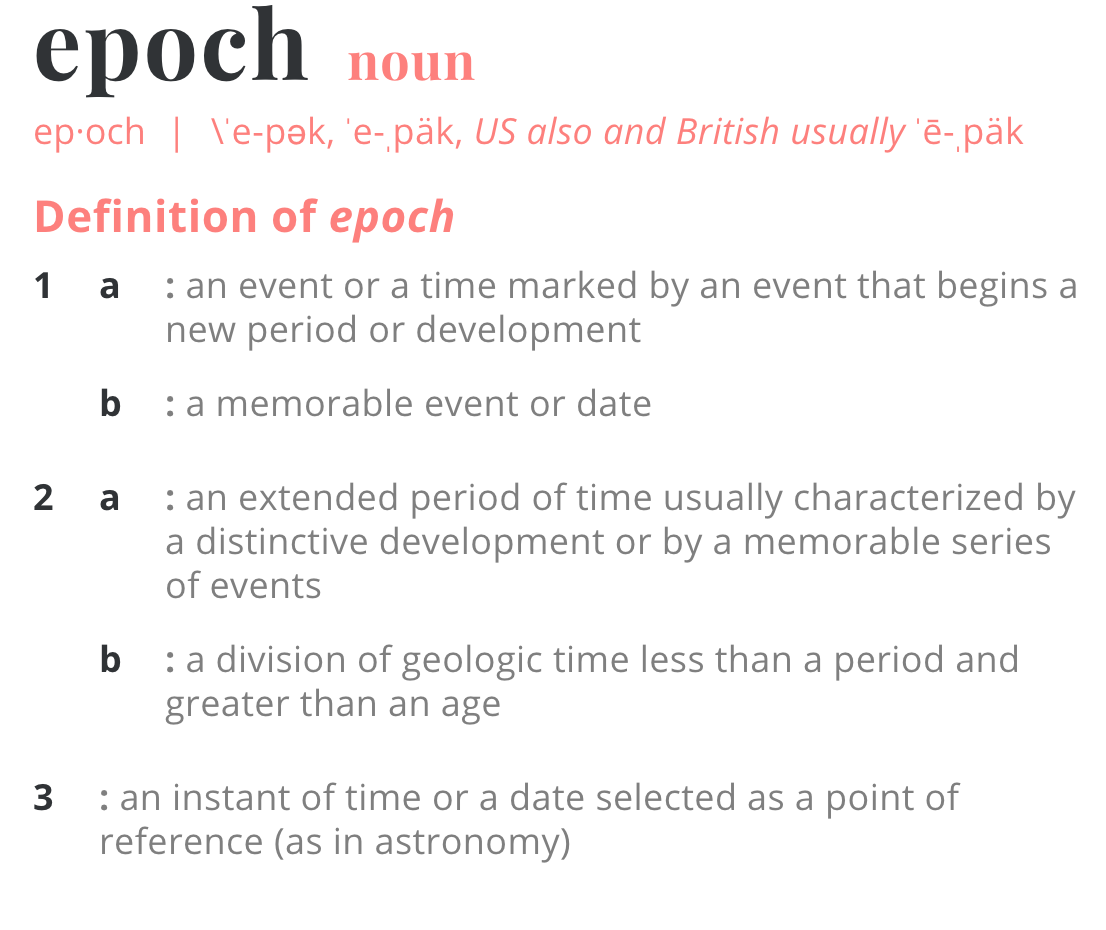 epoch noun
ep·och | \ˈe-pək, ˈe-ˌpäk, US also and British usually ˈē-ˌpäk
Definition of epoch
1 a : an event or a time marked by an event that begins a
new period or development
b : a memorable event or date
2 a : an extended period of time usually characterized by
a distinctive development or by a memorable series
of events
b : a division of geologic time less than a period and
greater than an age
3 : an instant of time or a date selected as a point of
reference (as in astronomy)